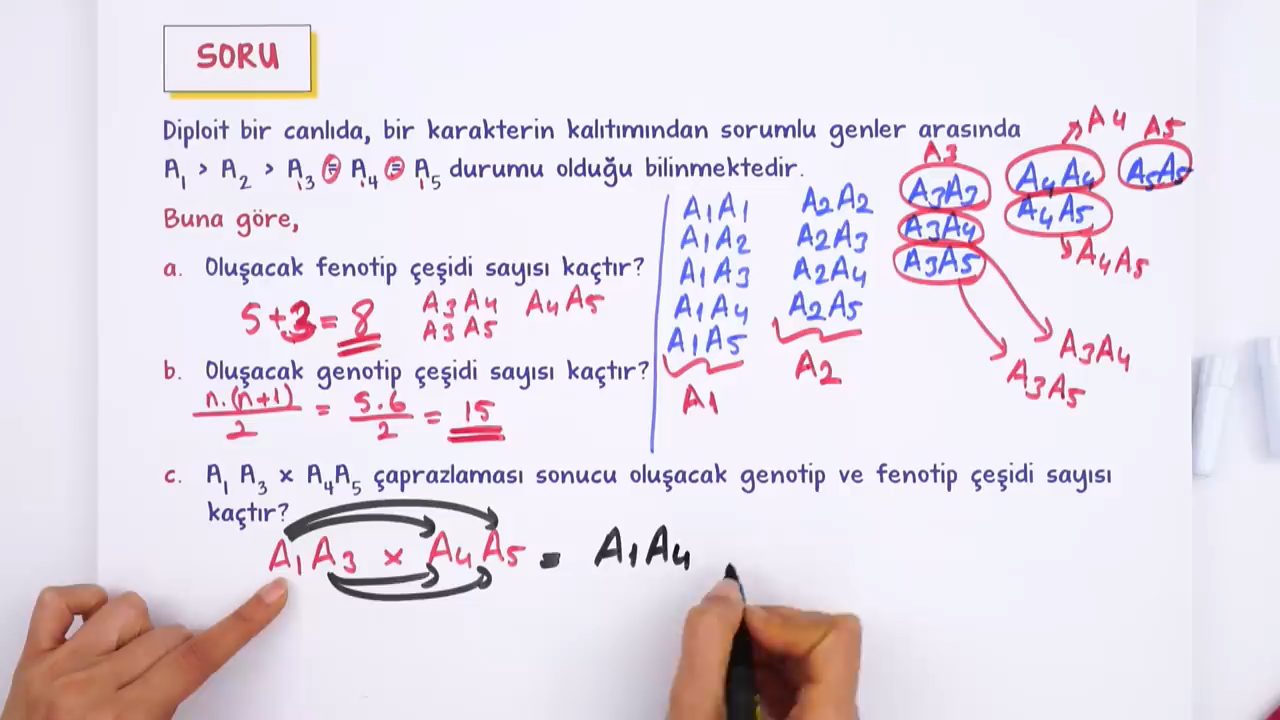 SORU
Diploit bir canlıda, bir karakterin kalıtımından sorumlu genler arasında
A₁ > A₂ > A₃ = A₄ = A₅ durumu olduğu bilinmektedir.
Buna göre,
a. Oluşacak fenotip çeşidi sayısı kaçtır?
5+3=8
A₃A₄ A₄A₅
A₃A₅
b. Oluşacak genotip çeşidi sayısı kaçtır?
n.(n+1)/2 = 5.6/2 = 15
A₁A₁
A₁A₂
A₁A₃
A₁A₄
A₁A₅
A₁
A₂A₂
A₂A₃
A₂A₄
A₂A₅
A₂
A₃
A₃A₃
A₃A₄
A₃A₅
A₃A₄
A₃A₅
A₄
A₄A₄
A₄A₅
A₄A₅
A₅
A₅A₅
c. A₁ A₃ x A₄A₅ çaprazlaması sonucu oluşacak genotip ve fenotip çeşidi sayısı
kaçtır?
A₁A₃ x A₄A₅ = A₁A₄